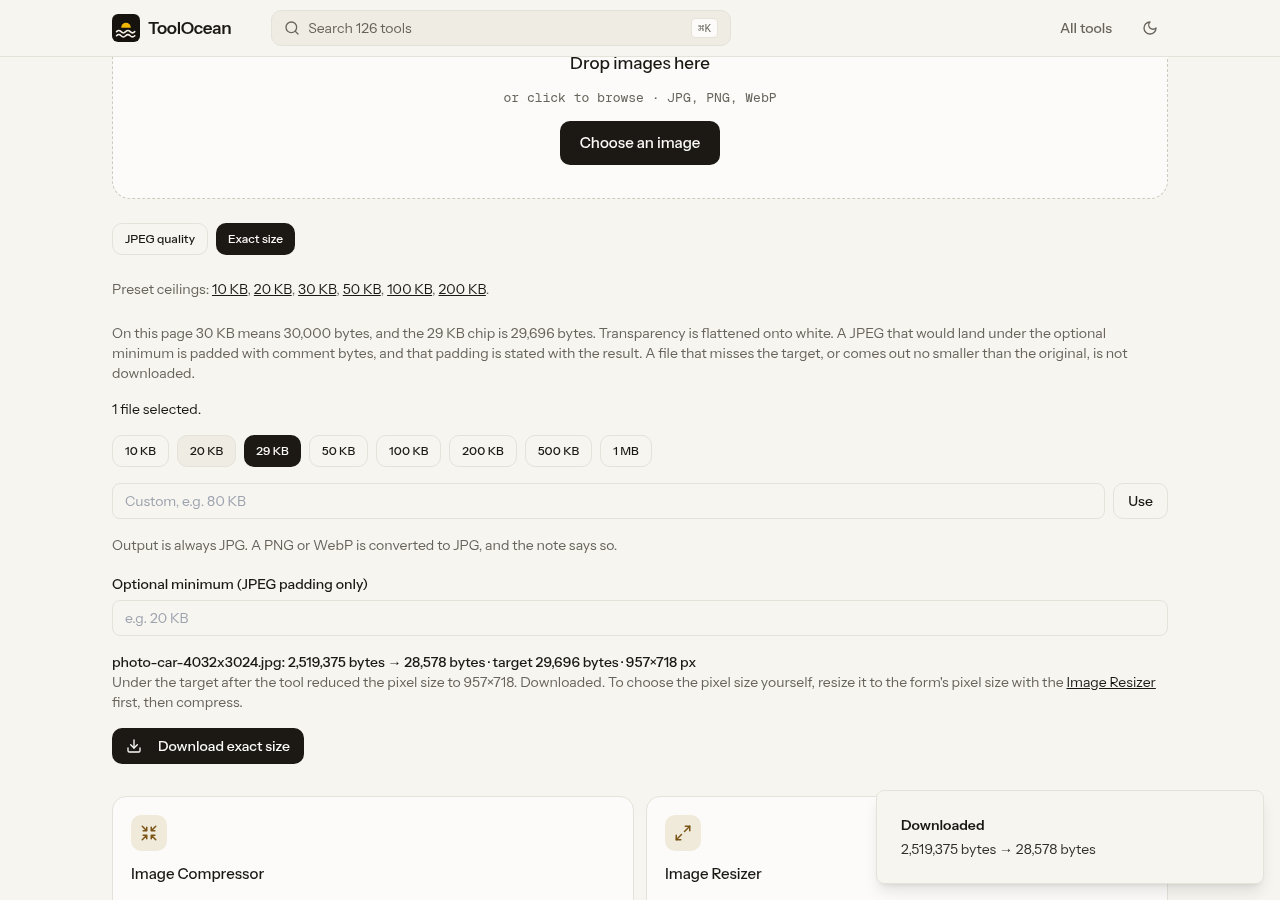 ToolOcean
Search 126 tools
⌘K
All tools
Drop images here
or click to browse · JPG, PNG, WebP
Choose an image
JPEG quality
Exact size
Preset ceilings: 10 KB, 20 KB, 30 KB, 50 KB, 100 KB, 200 KB.
On this page 30 KB means 30,000 bytes, and the 29 KB chip is 29,696 bytes. Transparency is flattened onto white. A JPEG that would land under the optional
minimum is padded with comment bytes, and that padding is stated with the result. A file that misses the target, or comes out no smaller than the original, is not
downloaded.
1 file selected.
10 KB
20 KB
29 KB
50 KB
100 KB
200 KB
500 KB
1 MB
Custom, e.g. 80 KB
Use
Output is always JPG. A PNG or WebP is converted to JPG, and the note says so.
Optional minimum (JPEG padding only)
e.g. 20 KB
photo-car-4032x3024.jpg: 2,519,375 bytes → 28,578 bytes · target 29,696 bytes · 957×718 px
Under the target after the tool reduced the pixel size to 957×718. Downloaded. To choose the pixel size yourself, resize it to the form's pixel size with the Image Resizer
first, then compress.
Download exact size
Image Compressor
Image Resizer
Downloaded
2,519,375 bytes → 28,578 bytes